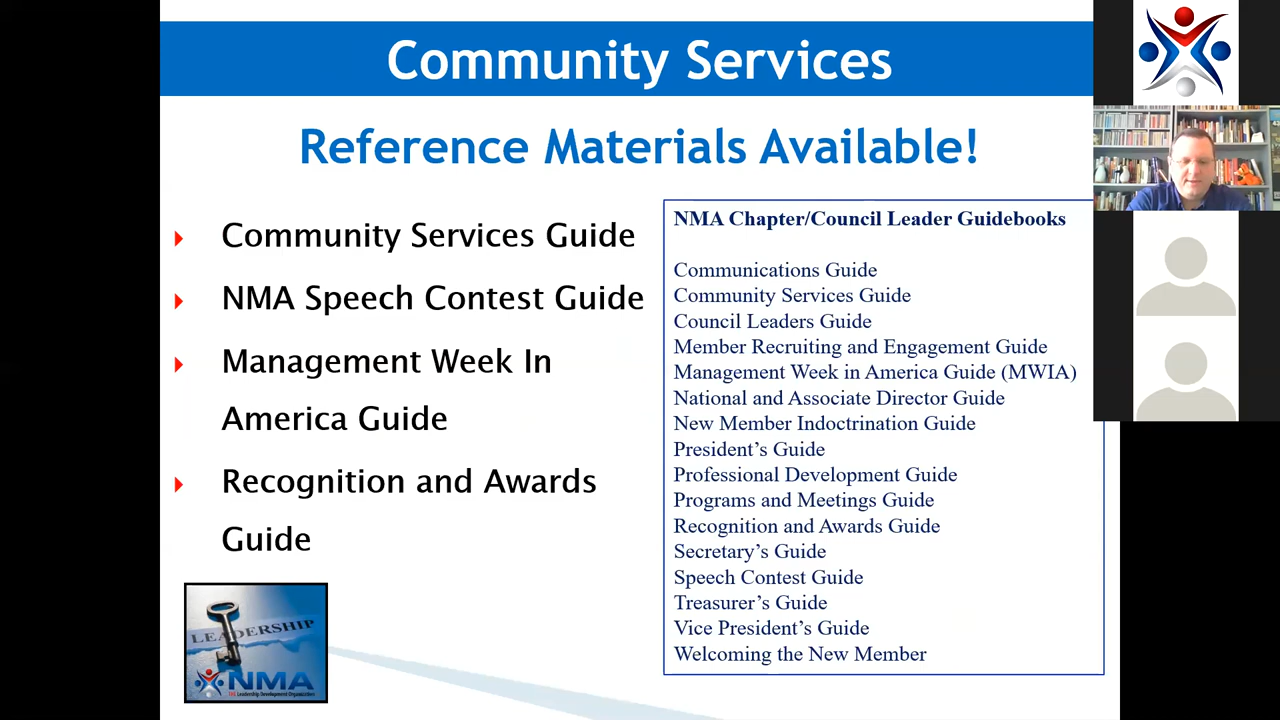 Community Services
Reference Materials Available!
Community Services Guide
NMA Speech Contest Guide
Management Week In
America Guide
Recognition and Awards
Guide
NMA Chapter/Council Leader Guidebooks
Communications Guide
Community Services Guide
Council Leaders Guide
Member Recruiting and Engagement Guide
Management Week in America Guide (MWIA)
National and Associate Director Guide
New Member Indoctrination Guide
President’s Guide
Professional Development Guide
Programs and Meetings Guide
Recognition and Awards Guide
Secretary’s Guide
Speech Contest Guide
Treasurer’s Guide
Vice President’s Guide
Welcoming the New Member
LEADERSHIP
NMA
THE Leadership Development Organization